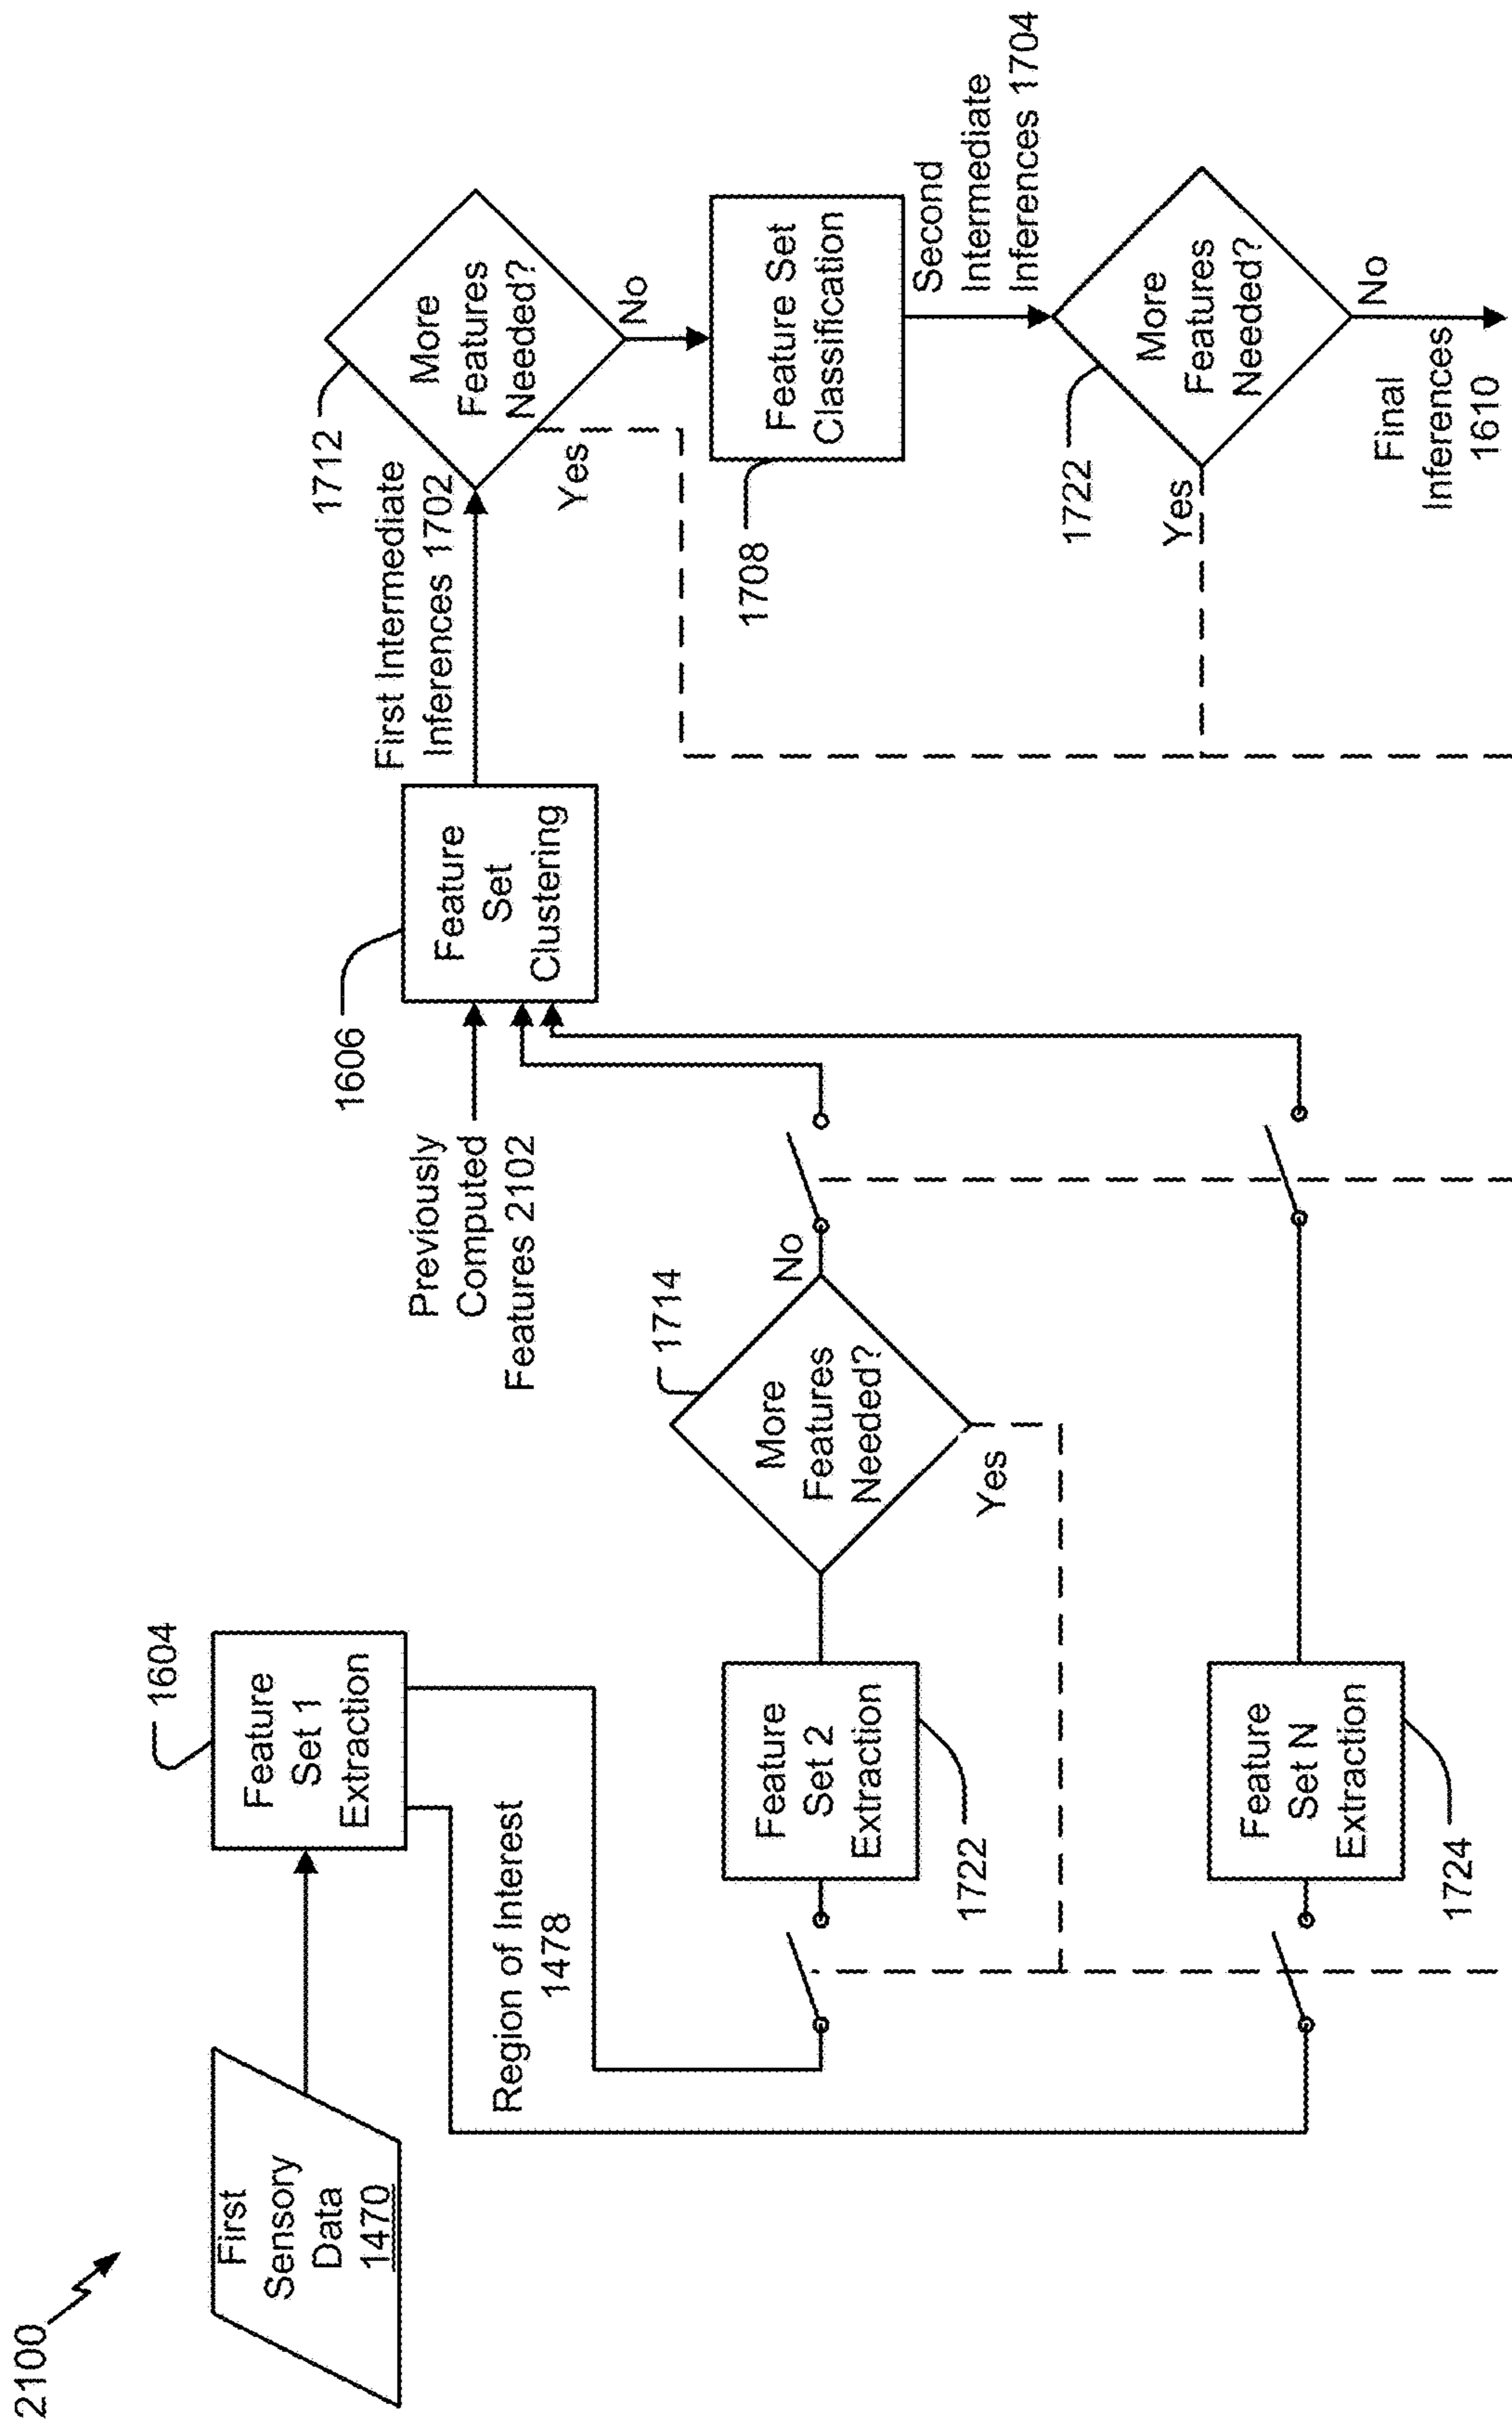 2100
First
Sensory
Data
1470
1604
Feature
Set 1
Extraction
Region of Interest
1478
Feature
Set 2
Extraction
1722
Feature
Set N
Extraction
1724
1714
More
Features
Needed?
No
Yes
Previously
Computed
Features 2102
1606
Feature
Set
Clustering
First Intermediate
Inferences 1702
1712
More
Features
Needed?
No
Yes
1708
Feature Set
Classification
Second
Intermediate
Inferences 1704
1722
More
Features
Needed?
Yes
No
Final
Inferences
1610